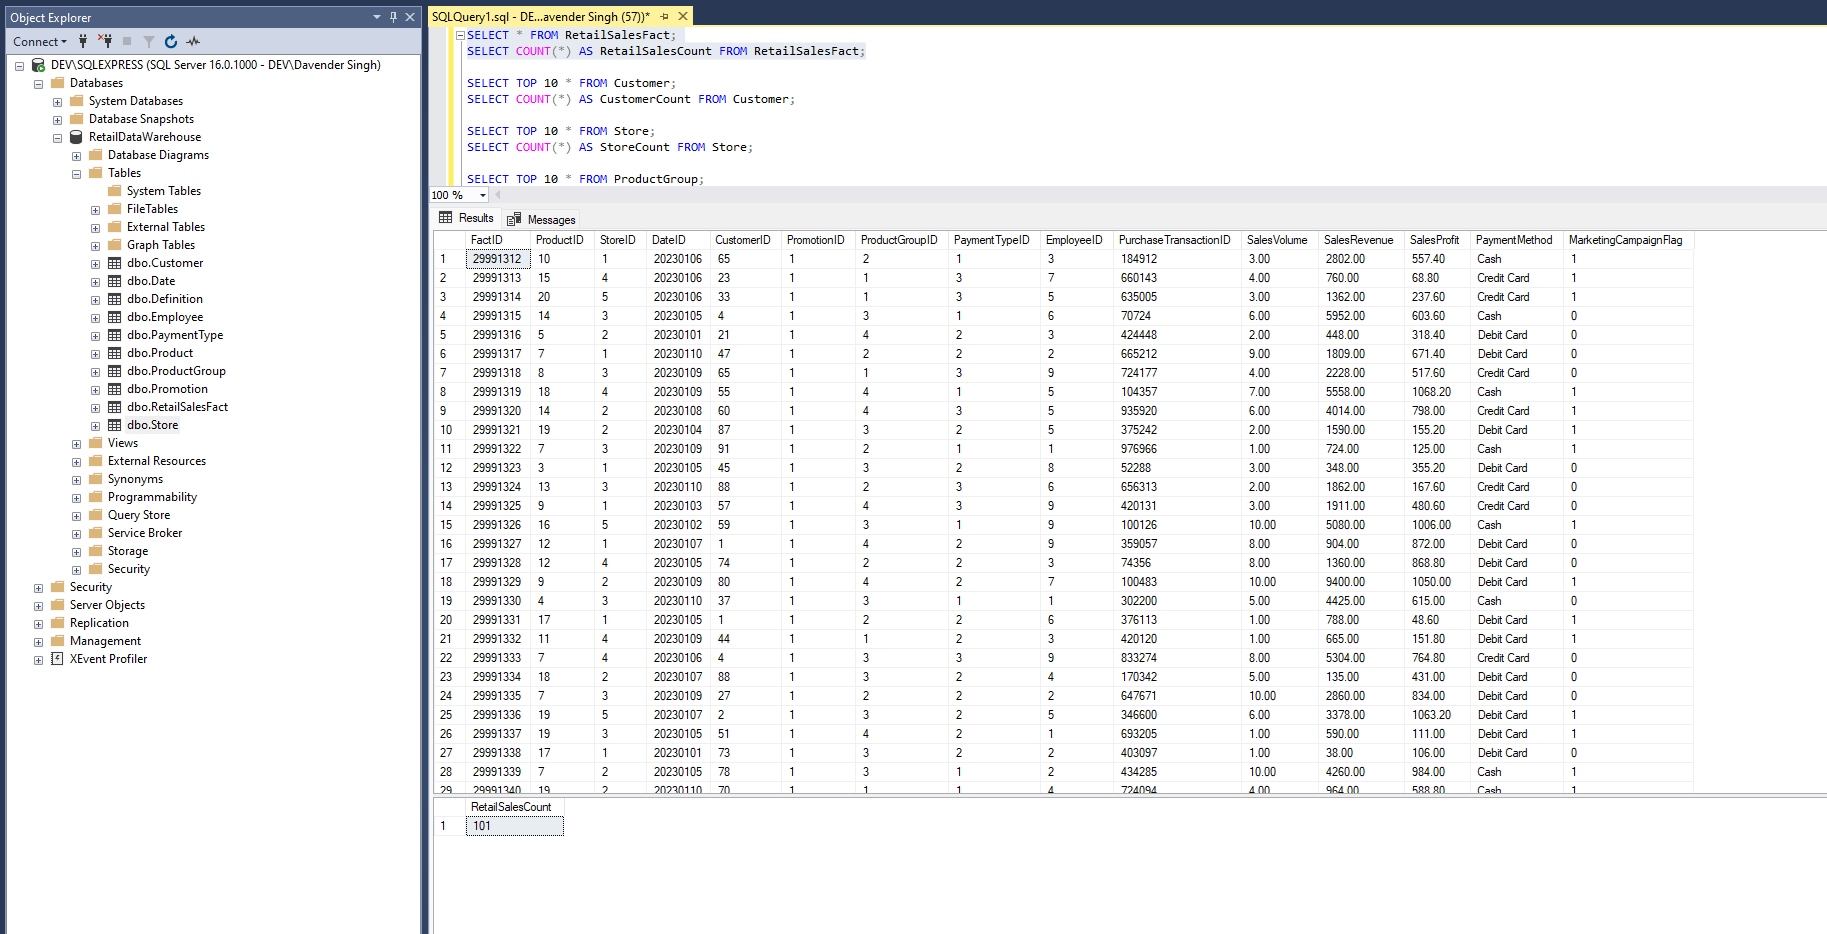 Object Explorer
Connect
DEV\SQLEXPRESS (SQL Server 16.0.1000 - DEV\Davender Singh)
Databases
System Databases
Database Snapshots
RetailDataWarehouse
Database Diagrams
Tables
System Tables
FileTables
External Tables
Graph Tables
dbo.Customer
dbo.Date
dbo.Definition
dbo.Employee
dbo.PaymentType
dbo.Product
dbo.ProductGroup
dbo.Promotion
dbo.RetailSalesFact
dbo.Store
Views
External Resources
Synonyms
Programmability
Query Store
Service Broker
Storage
Security
Security
Server Objects
Replication
Management
XEvent Profiler
SQLQuery1.sql - DE...avender Singh (57))*
SELECT * FROM RetailSalesFact;
SELECT COUNT(*) AS RetailSalesCount FROM RetailSalesFact;
SELECT TOP 10 * FROM Customer;
SELECT COUNT(*) AS CustomerCount FROM Customer;
SELECT TOP 10 * FROM Store;
SELECT COUNT(*) AS StoreCount FROM Store;
SELECT TOP 10 * FROM ProductGroup;
100 %
Results Messages
FactID ProductID StoreID DateID CustomerID PromotionID ProductGroupID PaymentTypeID EmployeeID PurchaseTransactionID SalesVolume SalesRevenue SalesProfit PaymentMethod MarketingCampaignFlag
1 29991312 10 1 20230106 65 1 2 1 3 184912 3.00 2802.00 557.40 Cash 1
2 29991313 15 4 20230106 23 1 1 3 7 660143 4.00 760.00 68.80 Credit Card 1
3 29991314 20 5 20230106 33 1 1 3 5 635005 3.00 1362.00 237.60 Credit Card 1
4 29991315 14 3 20230105 4 1 3 1 6 70724 6.00 5952.00 603.60 Cash 0
5 29991316 5 2 20230101 21 1 4 2 3 424448 2.00 448.00 318.40 Debit Card 0
6 29991317 7 1 20230110 47 1 2 2 2 665212 9.00 1809.00 671.40 Debit Card 0
7 29991318 8 3 20230109 65 1 1 3 9 724177 4.00 2228.00 517.60 Credit Card 0
8 29991319 18 4 20230109 55 1 4 1 5 104357 7.00 5558.00 1068.20 Cash 1
9 29991320 14 2 20230108 60 1 4 3 5 935920 6.00 4014.00 798.00 Credit Card 1
10 29991321 19 2 20230104 87 1 3 2 5 375242 2.00 1590.00 155.20 Debit Card 1
11 29991322 7 3 20230109 91 1 2 1 1 976966 1.00 724.00 125.00 Cash 1
12 29991323 3 1 20230105 45 1 3 2 8 52288 3.00 348.00 355.20 Debit Card 0
13 29991324 13 3 20230110 88 1 2 3 6 656313 2.00 1862.00 167.60 Credit Card 0
14 29991325 9 1 20230103 57 1 4 3 9 420131 3.00 1911.00 480.60 Credit Card 0
15 29991326 16 5 20230102 59 1 3 1 9 100126 10.00 5080.00 1006.00 Cash 1
16 29991327 12 1 20230107 1 1 4 2 9 359057 8.00 904.00 872.00 Debit Card 0
17 29991328 12 4 20230105 74 1 2 2 3 74356 8.00 1360.00 868.80 Debit Card 0
18 29991329 9 2 20230109 80 1 4 2 7 100483 10.00 9400.00 1050.00 Debit Card 1
19 29991330 4 3 20230110 37 1 3 1 1 302200 5.00 4425.00 615.00 Cash 0
20 29991331 17 1 20230105 1 1 2 2 6 376113 1.00 788.00 48.60 Debit Card 1
21 29991332 11 4 20230109 44 1 1 2 3 420120 1.00 665.00 151.80 Debit Card 1
22 29991333 7 4 20230106 4 1 3 3 9 833274 8.00 5304.00 764.80 Credit Card 0
23 29991334 18 2 20230107 88 1 3 2 4 170342 5.00 135.00 431.00 Debit Card 0
24 29991335 7 3 20230109 27 1 2 2 2 647671 10.00 2860.00 834.00 Debit Card 0
25 29991336 19 5 20230107 2 1 3 2 5 346600 6.00 3378.00 1063.20 Debit Card 1
26 29991337 19 3 20230105 51 1 4 2 1 693205 1.00 590.00 111.00 Debit Card 1
27 29991338 17 1 20230101 73 1 3 2 2 403097 1.00 38.00 106.00 Debit Card 0
28 29991339 7 2 20230105 78 1 3 1 2 434285 10.00 4260.00 984.00 Cash 1
29 29991340 19 2 20230110 70 1 1 1 4 724094 4.00 964.00 588.80 Cash 1
RetailSalesCount
1 101